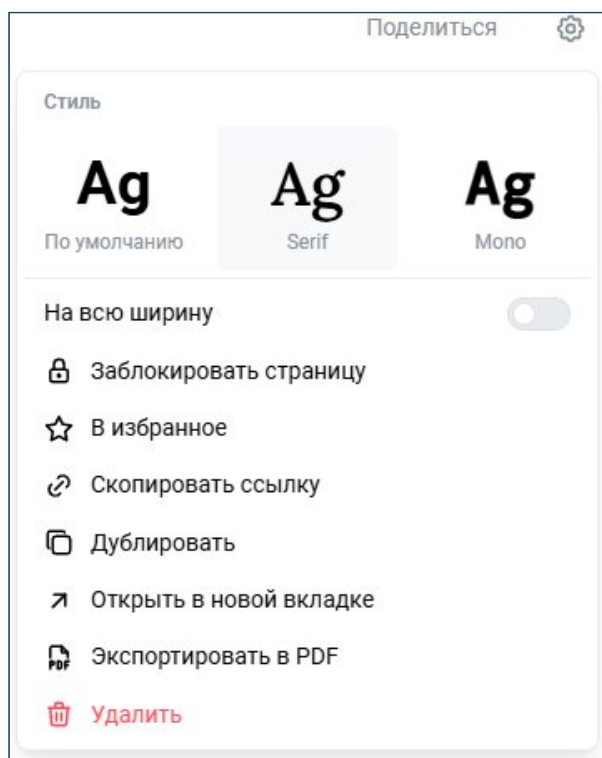 Поделиться
Стиль
Ag Ag Ag
По умолчанию Serif Mono
На всю ширину
Заблокировать страницу
В избранное
Скопировать ссылку
Дублировать
Открыть в новой вкладке
PDF Экспортировать в PDF
Удалить